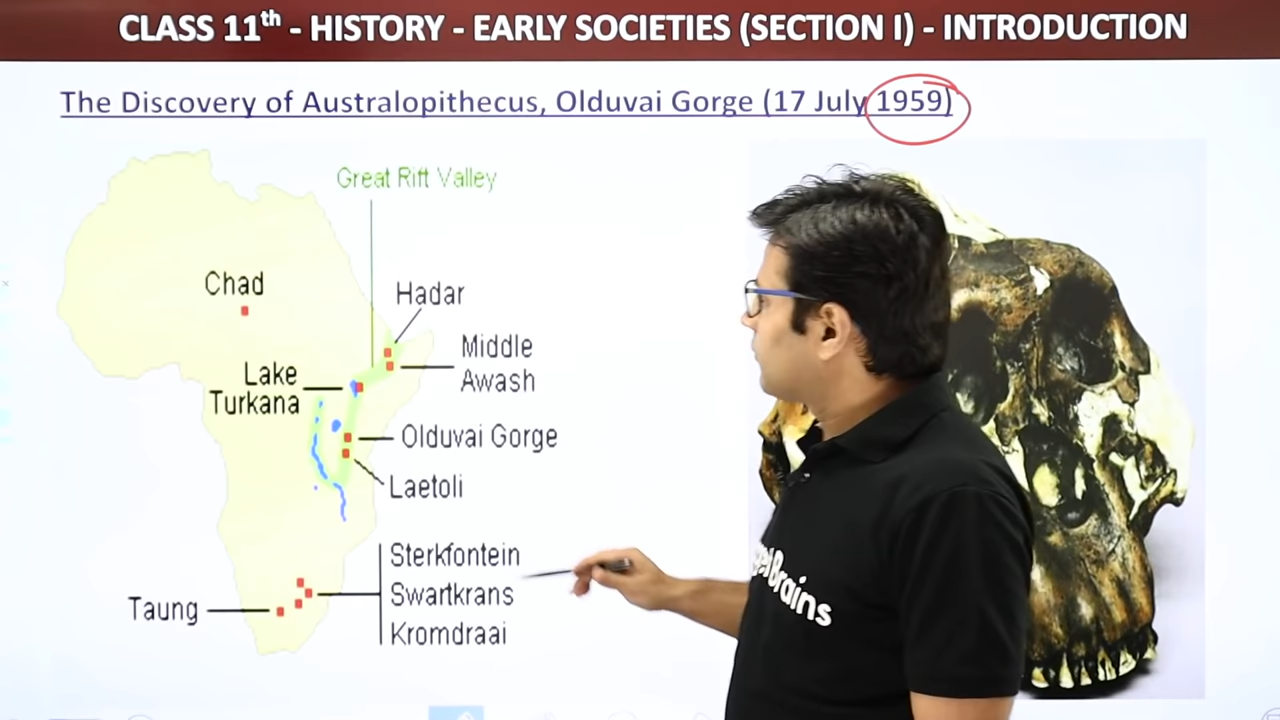 CLASS 11th - HISTORY - EARLY SOCIETIES (SECTION I) - INTRODUCTION
The Discovery of Australopithecus, Olduvai Gorge (17 July 1959)
Great Rift Valley
Chad
Hadar
Middle
Awash
Lake
Turkana
Olduvai Gorge
Laetoli
Sterkfontein
Swartkrans
Kromdraai
Taung
Brains